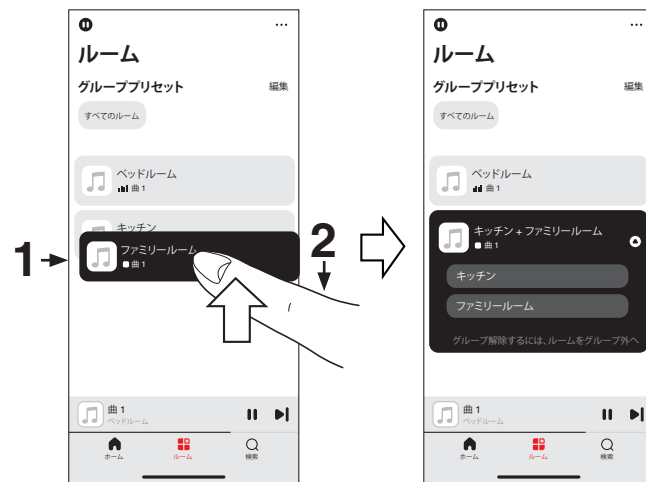 ...
ルーム
グループプリセット 編集
すべてのルーム
ベッドルーム
曲 1
キッチン
1
ファミリールーム
曲 1
2
曲 1
ベッドルーム
ホーム ルーム 検索
...
ルーム
グループプリセット 編集
すべてのルーム
ベッドルーム
曲 1
キッチン + ファミリールーム
曲 1
キッチン
ファミリールーム
グループ解除するには、ルームをグループ外へ
曲 1
ベッドルーム
ホーム ルーム 検索